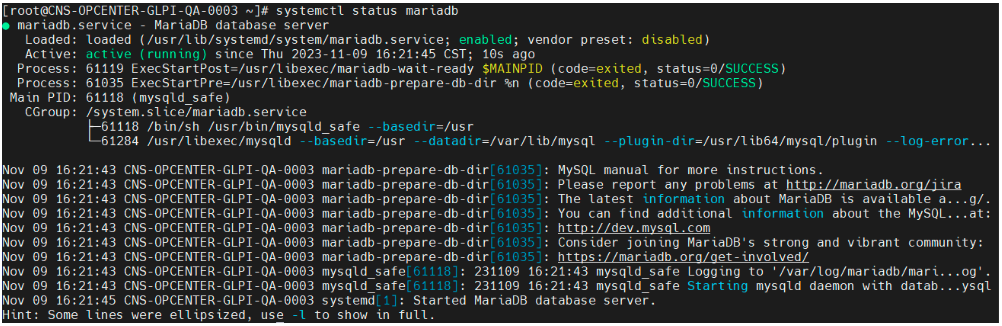 [root@CNS-OPCENTER-GLPI-QA-0003 ~]# systemctl status mariadb
● mariadb.service - MariaDB database server
   Loaded: loaded (/usr/lib/systemd/system/mariadb.service; enabled; vendor preset: disabled)
   Active: active (running) since Thu 2023-11-09 16:21:45 CST; 10s ago
  Process: 61119 ExecStartPost=/usr/libexec/mariadb-wait-ready $MAINPID (code=exited, status=0/SUCCESS)
  Process: 61035 ExecStartPre=/usr/libexec/mariadb-prepare-db-dir %n (code=exited, status=0/SUCCESS)
 Main PID: 61118 (mysqld_safe)
   CGroup: /system.slice/mariadb.service
           ├─61118 /bin/sh /usr/bin/mysqld_safe --basedir=/usr
           └─61284 /usr/libexec/mysqld --basedir=/usr --datadir=/var/lib/mysql --plugin-dir=/usr/lib64/mysql/plugin --log-error...
Nov 09 16:21:43 CNS-OPCENTER-GLPI-QA-0003 mariadb-prepare-db-dir[61035]: MySQL manual for more instructions.
Nov 09 16:21:43 CNS-OPCENTER-GLPI-QA-0003 mariadb-prepare-db-dir[61035]: Please report any problems at http://mariadb.org/jira
Nov 09 16:21:43 CNS-OPCENTER-GLPI-QA-0003 mariadb-prepare-db-dir[61035]: The latest information about MariaDB is available a...g/.
Nov 09 16:21:43 CNS-OPCENTER-GLPI-QA-0003 mariadb-prepare-db-dir[61035]: You can find additional information about the MySQL...at:
Nov 09 16:21:43 CNS-OPCENTER-GLPI-QA-0003 mariadb-prepare-db-dir[61035]: http://dev.mysql.com
Nov 09 16:21:43 CNS-OPCENTER-GLPI-QA-0003 mariadb-prepare-db-dir[61035]: Consider joining MariaDB's strong and vibrant community:
Nov 09 16:21:43 CNS-OPCENTER-GLPI-QA-0003 mariadb-prepare-db-dir[61035]: https://mariadb.org/get-involved/
Nov 09 16:21:43 CNS-OPCENTER-GLPI-QA-0003 mysqld_safe[61118]: 231109 16:21:43 mysqld_safe Logging to '/var/log/mariadb/mari...og'.
Nov 09 16:21:43 CNS-OPCENTER-GLPI-QA-0003 mysqld_safe[61118]: 231109 16:21:43 mysqld_safe Starting mysqld daemon with datab...ysql
Nov 09 16:21:45 CNS-OPCENTER-GLPI-QA-0003 systemd[1]: Started MariaDB database server.
Hint: Some lines were ellipsized, use -l to show in full.